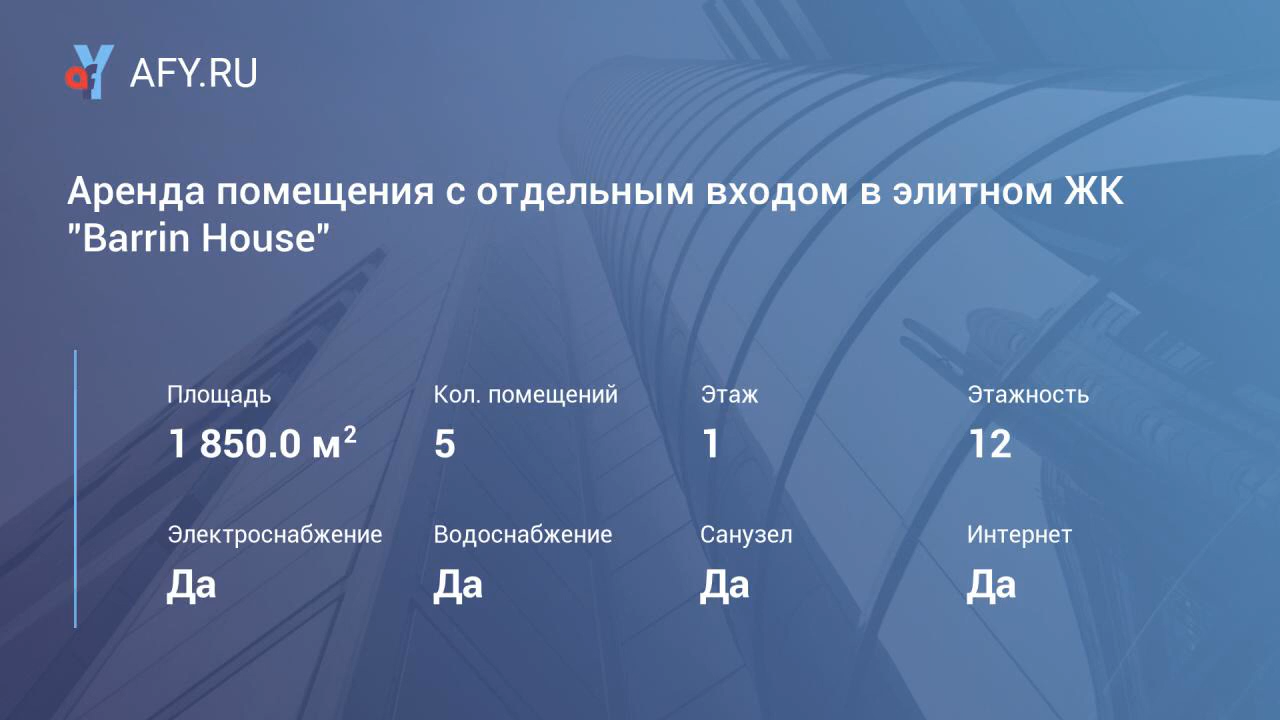 afy AFY.RU
Аренда помещения с отдельным входом в элитном ЖК
"Barrin House"
Площадь Кол. помещений Этаж Этажность
1 850.0 м² 5 1 12
Электроснабжение Водоснабжение Санузел Интернет
Да Да Да Да